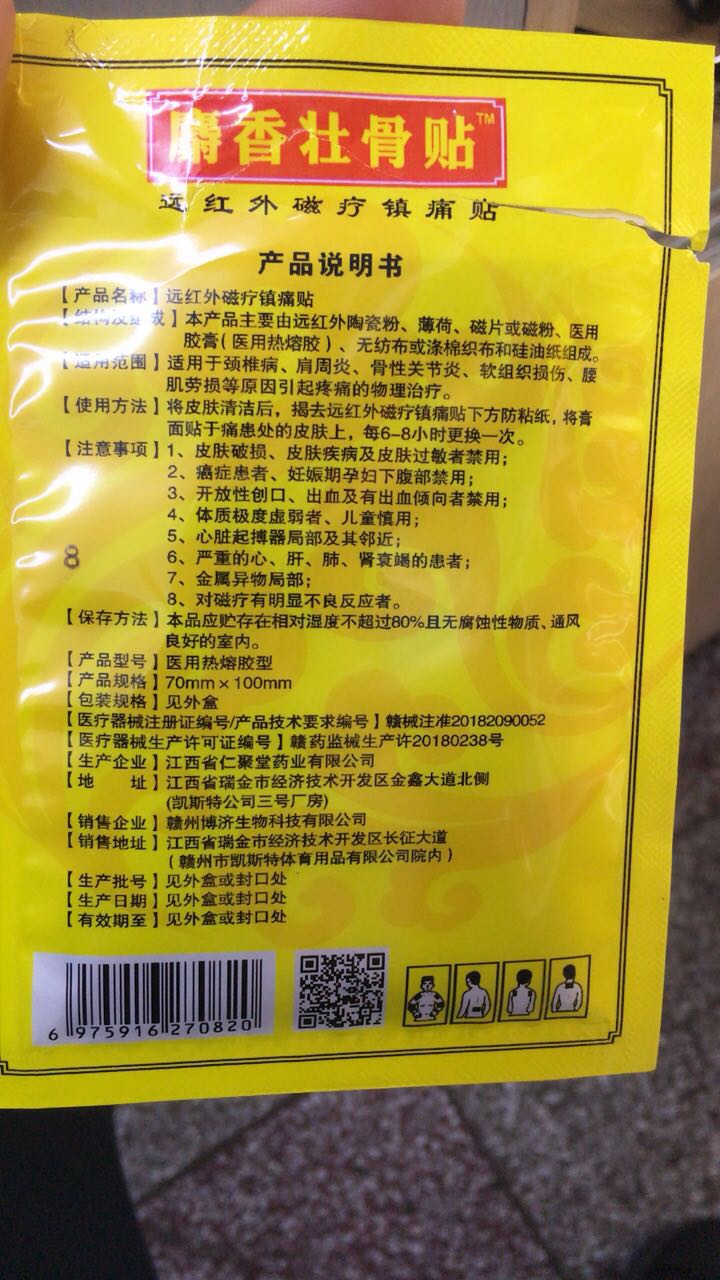 麝香壮骨贴™
远红外磁疗镇痛贴
产品说明书
【产品名称】远红外磁疗镇痛贴
【结构及组成】本产品主要由远红外陶瓷粉、薄荷、磁片或磁粉、医用
胶膏(医用热熔胶)、无纺布或涤棉织布和硅油纸组成。
【适用范围】适用于颈椎病、肩周炎、骨性关节炎、软组织损伤、腰
肌劳损等原因引起疼痛的物理治疗。
【使用方法】将皮肤清洁后，揭去远红外磁疗镇痛贴下方防粘纸，将膏
面贴于痛患处的皮肤上，每6-8小时更换一次。
【注意事项】1、皮肤破损、皮肤疾病及皮肤过敏者禁用；
2、癌症患者、妊娠期孕妇下腹部禁用；
3、开放性创口、出血及有出血倾向者禁用；
4、体质极度虚弱者、儿童慎用；
5、心脏起搏器局部及其邻近；
6、严重的心、肝、肺、肾衰竭的患者；
7、金属异物局部；
8、对磁疗有明显不良反应者。
8
【保存方法】本品应贮存在相对湿度不超过80%且无腐蚀性物质、通风
良好的室内。
【产品型号】医用热熔胶型
【产品规格】70mm×100mm
【包装规格】见外盒
【医疗器械注册证编号/产品技术要求编号】赣械注准20182090052
【医疗器械生产许可证编号】赣药监械生产许20180238号
【生产企业】江西省仁聚堂药业有限公司
【地 址】江西省瑞金市经济技术开发区金鑫大道北侧
(凯斯特公司三号厂房)
【销售企业】赣州博济生物科技有限公司
【销售地址】江西省瑞金市经济技术开发区长征大道
(赣州市凯斯特体育用品有限公司院内)
【生产批号】见外盒或封口处
【生产日期】见外盒或封口处
【有效期至】见外盒或封口处
6 975916 270820